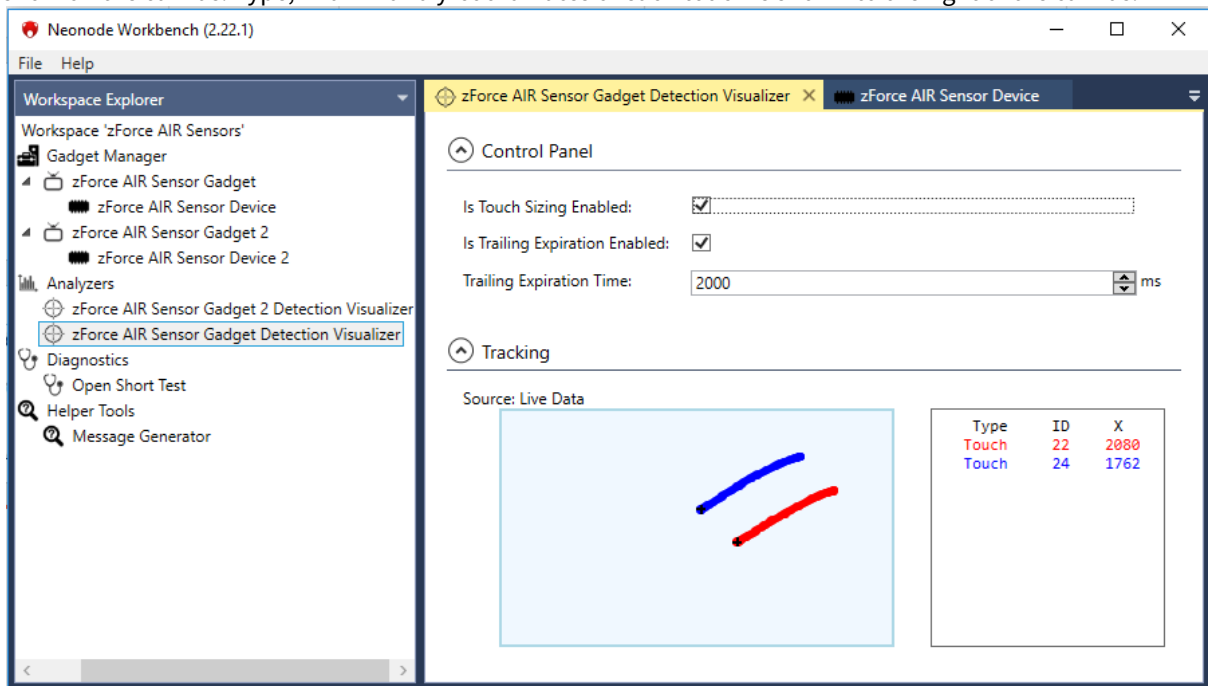 Neonode Workbench (2.22.1)
File Help
Workspace Explorer
Workspace 'zForce AIR Sensors'
Gadget Manager
zForce AIR Sensor Gadget
zForce AIR Sensor Device
zForce AIR Sensor Gadget 2
zForce AIR Sensor Device 2
Analyzers
zForce AIR Sensor Gadget 2 Detection Visualizer
zForce AIR Sensor Gadget Detection Visualizer
Diagnostics
Open Short Test
Helper Tools
Message Generator
zForce AIR Sensor Gadget Detection Visualizer zForce AIR Sensor Device
Control Panel
Is Touch Sizing Enabled:
Is Trailing Expiration Enabled:
Trailing Expiration Time: 2000 ms
Tracking
Source: Live Data
Type ID X
Touch 22 2080
Touch 24 1762